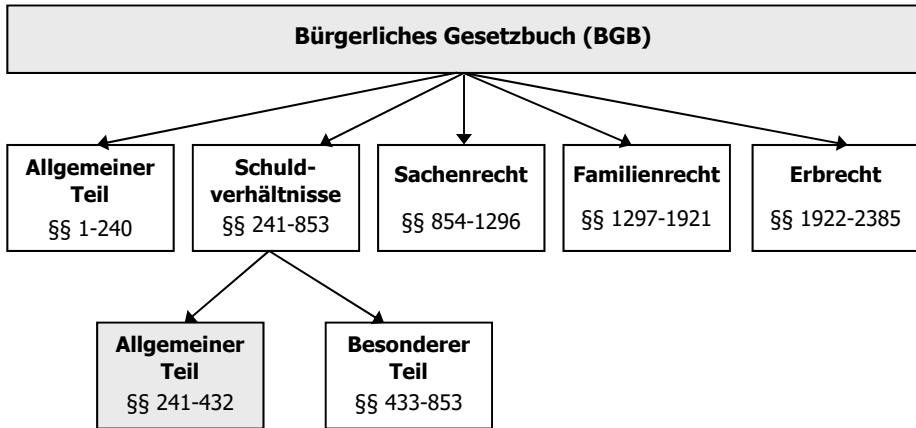 Bürgerliches Gesetzbuch (BGB)
Allgemeiner
Teil
§§ 1-240
Schuld-
verhältnisse
§§ 241-853
Sachenrecht
§§ 854-1296
Familienrecht
§§ 1297-1921
Erbrecht
§§ 1922-2385
Allgemeiner
Teil
§§ 241-432
Besonderer
Teil
§§ 433-853